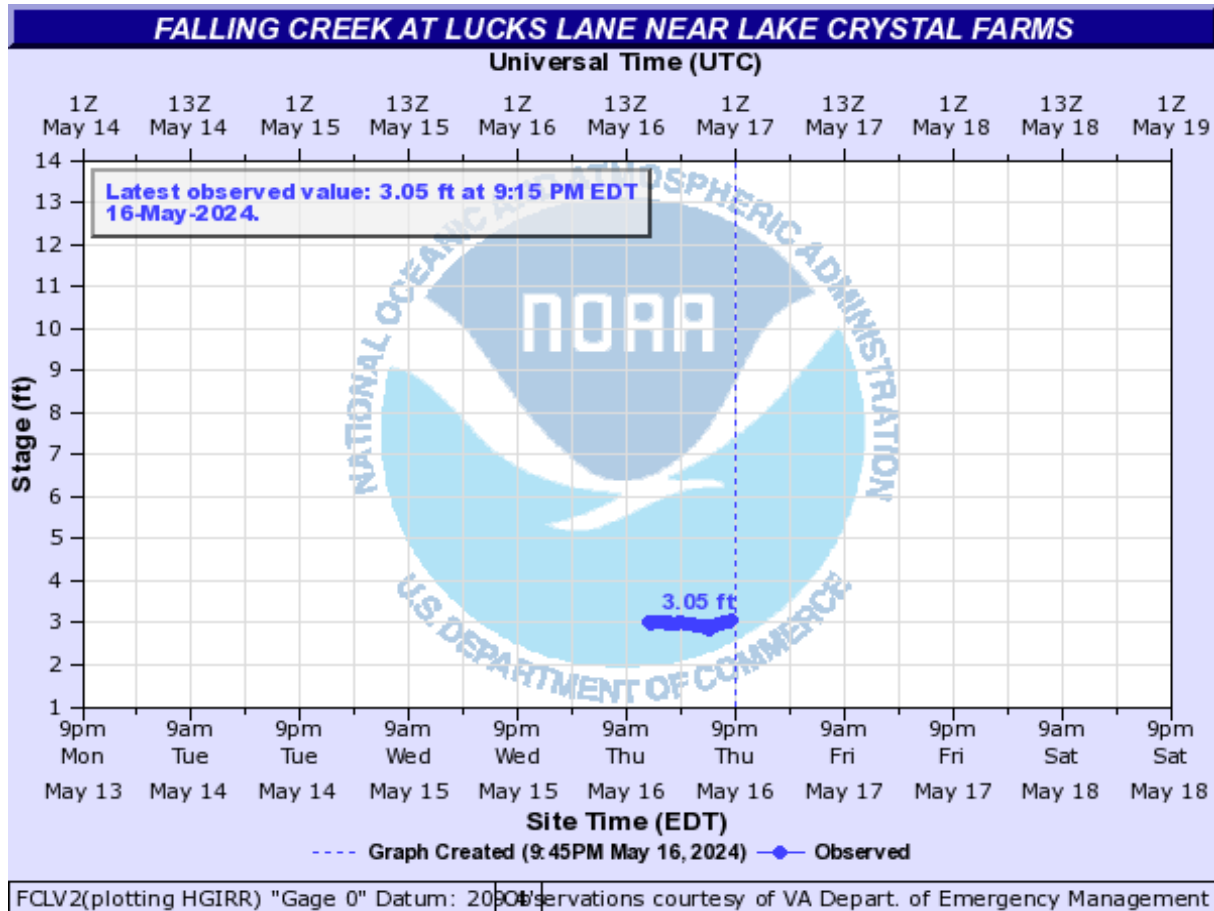 FALLING CREEK AT LUCKS LANE NEAR LAKE CRYSTAL FARMS
Universal Time (UTC)
1Z 13Z 1Z 13Z 1Z 13Z 1Z 13Z 1Z 13Z 1Z
May 14 May 14 May 15 May 15 May 16 May 16 May 17 May 17 May 18 May 18 May 19
Latest observed value: 3.05 ft at 9:15 PM EDT
16-May-2024.
NATIONAL OCEANIC AND ATMOSPHERIC ADMINISTRATION
NOAA
U.S. DEPARTMENT OF COMMERCE
Stage (ft)
14
13
12
11
10
9
8
7
6
5
4
3
2
1
3.05 ft
9pm 9am 9pm 9am 9pm 9am 9pm 9am 9pm 9am 9pm
Mon Tue Tue Wed Wed Thu Thu Fri Fri Sat Sat
May 13 May 14 May 14 May 15 May 15 May 16 May 16 May 17 May 17 May 18 May 18
Site Time (EDT)
Graph Created (9:45PM May 16, 2024) Observed
FCLV2(plotting HGIRR) "Gage 0" Datum: Observations courtesy of VA Depart. of Emergency Management